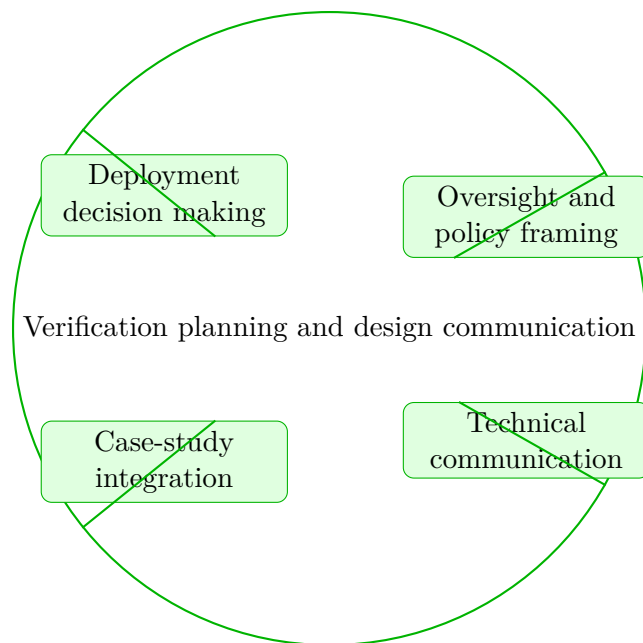 Deployment
decision making
Oversight and
policy framing
Verification planning and design communication
Case-study
integration
Technical
communication